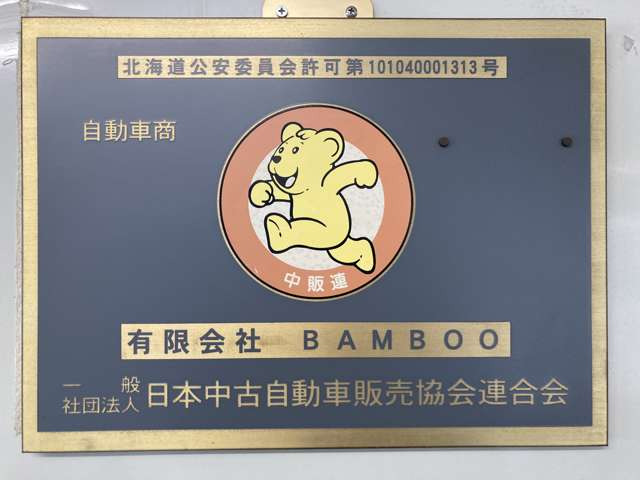 北海道公安委員会許可第101040001313号
自動車商
中販連
有限会社 BAMBOO
一般
社団法人 日本中古自動車販売協会連合会